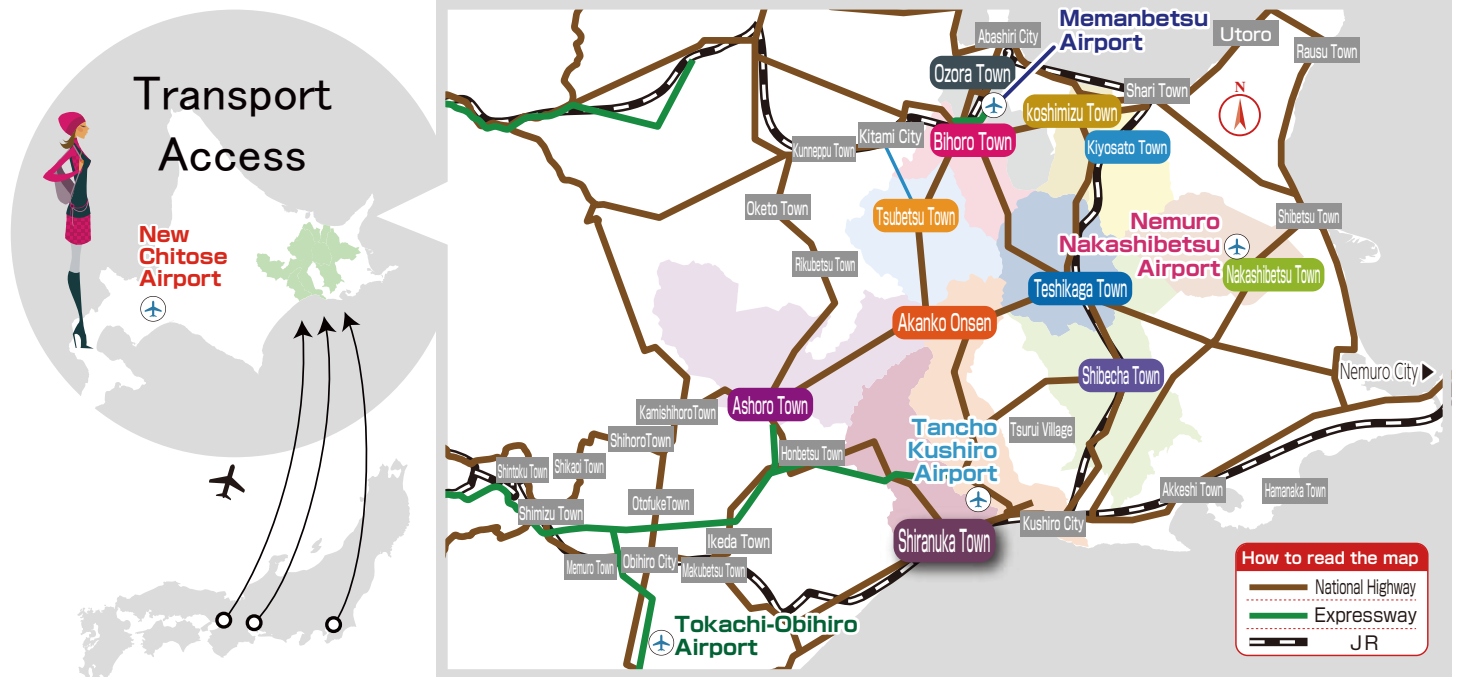 Transport
Access
New
Chitose
Airport
Memanbetsu
Airport
Abashiri City
Utoro
Rausu Town
Ozora Town
Shari Town
N
koshimizu Town
Kitami City
Bihoro Town
Kiyosato Town
Kunneppu Town
Oketo Town
Tsubetsu Town
Nemuro
Nakashibetsu
Airport
Shibetsu Town
Rikubetsu Town
Nakashibetsu Town
Teshikaga Town
Akanko Onsen
Nemuro City
Shibecha Town
Ashoro Town
KamishihoroTown
Tancho
Kushiro
Airport
Tsurui Village
ShihoroTown
Honbetsu Town
Shikaoi Town
Shintoku Town
OtofukeTown
Akkeshi Town
Hamanaka Town
Shimizu Town
Kushiro City
Ikeda Town
Shiranuka Town
Memuro Town
Obihiro City
Makubetsu Town
Tokachi-Obihiro
Airport
How to read the map
National Highway
Expressway
JR